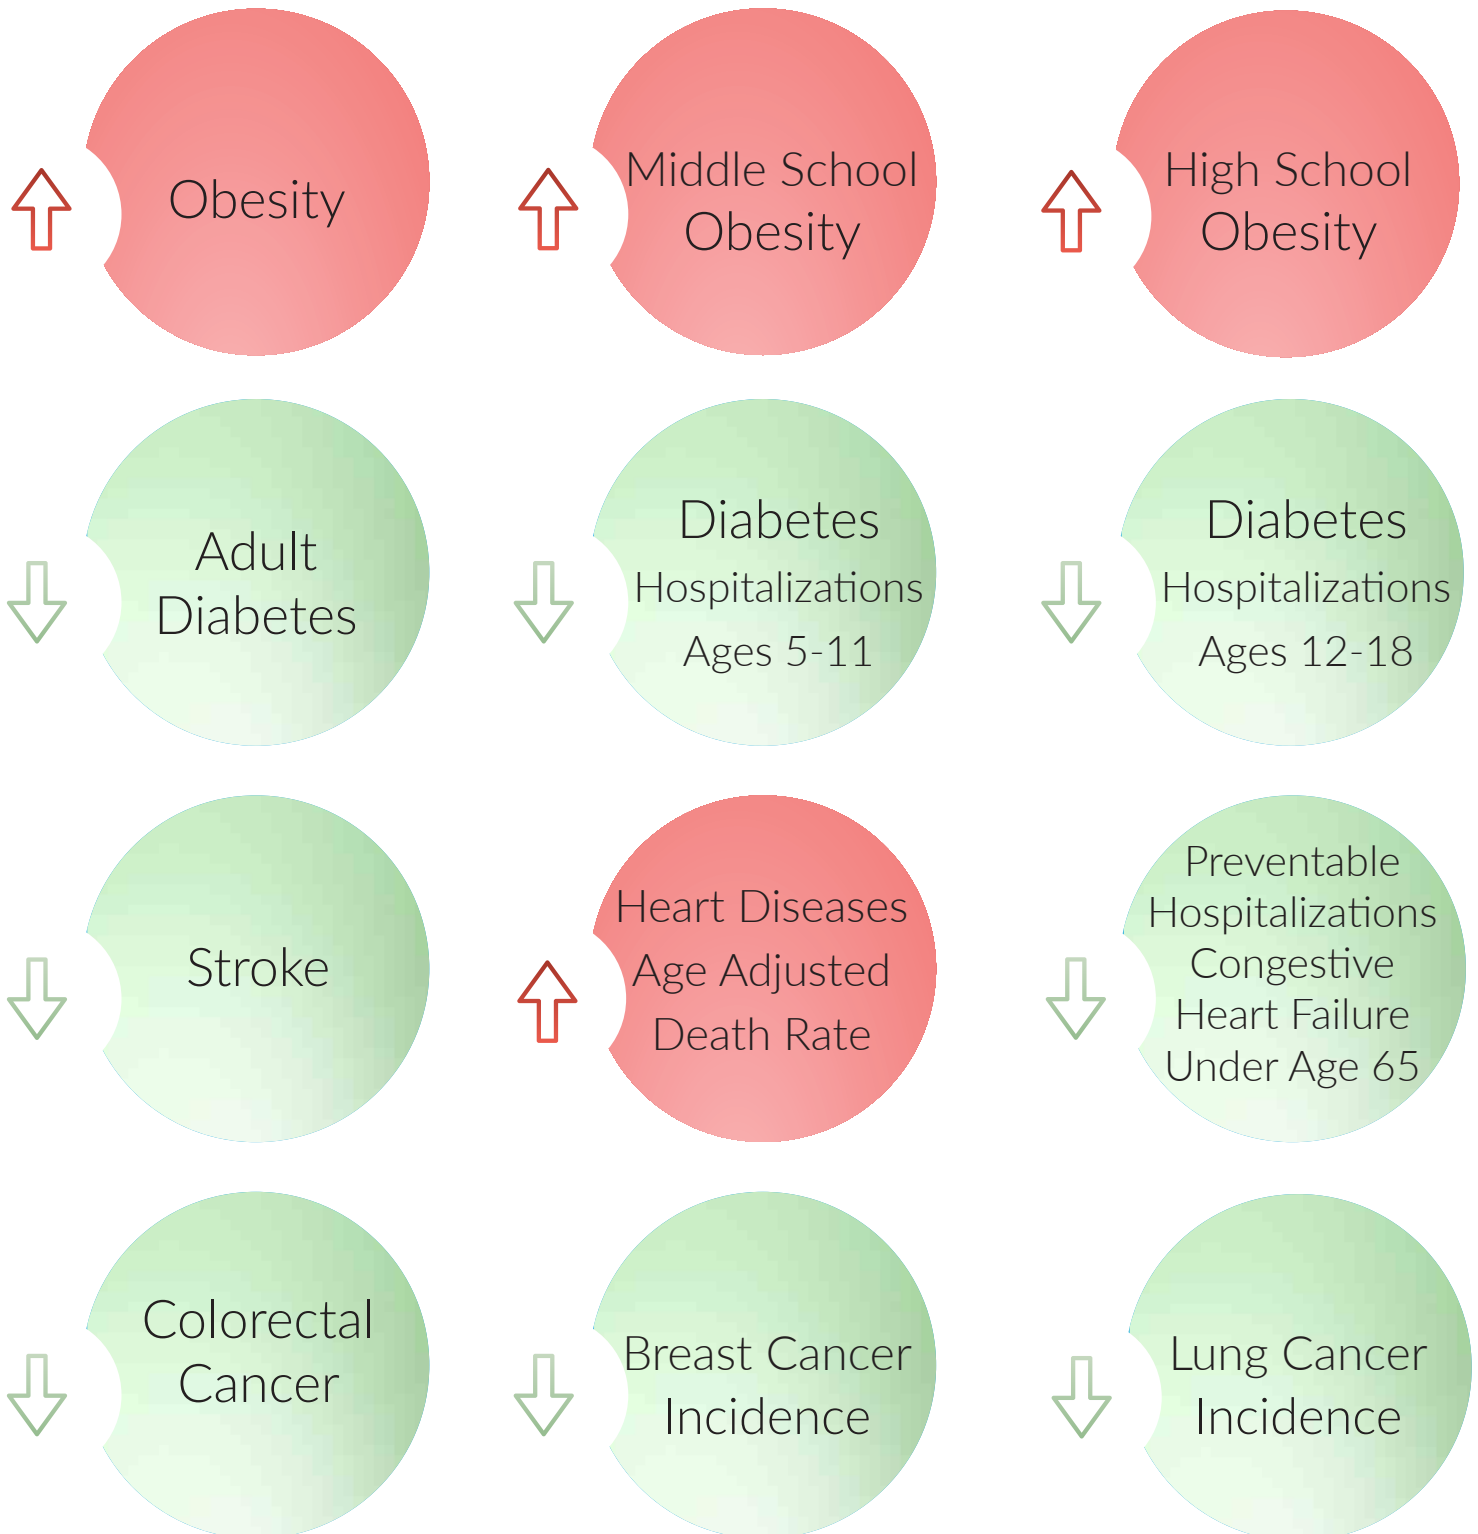 Obesity
Middle School
Obesity
High School
Obesity
Adult
Diabetes
Diabetes
Hospitalizations
Ages 5-11
Diabetes
Hospitalizations
Ages 12-18
Stroke
Heart Diseases
Age Adjusted
Death Rate
Preventable
Hospitalizations
Congestive
Heart Failure
Under Age 65
Colorectal
Cancer
Breast Cancer
Incidence
Lung Cancer
Incidence